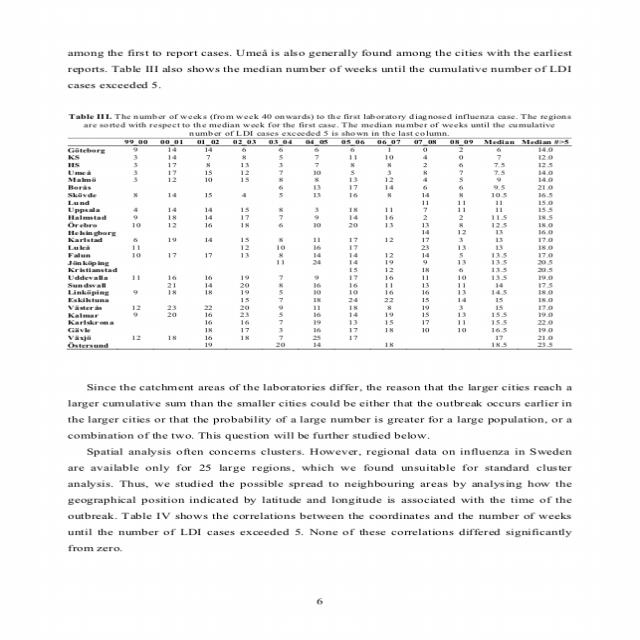 among the first to report cases. Umeå is also generally found among the cities with the earliest
reports. Table III also shows the median number of weeks until the cumulative number of LDI
cases exceeded 5.
Table III. The number of weeks (from week 40 onwards) to the first laboratory diagnosed influenza case. The regions
are sorted with respect to the median week for the first case. The median number of weeks until the cumulative
number of LDI cases exceeded 5 is shown in the last column.
99_00 00_01 01_02 02_03 03_04 04_05 05_06 06_07 07_08 08_09 Median Median #>5
Göteborg 9 14 14 6 6 6 6 1 0 2 6 14.0
KS 3 14 7 8 5 7 11 10 4 0 7 12.0
HS 3 17 8 13 3 7 8 8 2 6 7.5 12.5
Umeå 3 17 15 12 7 10 5 3 8 7 7.5 14.0
Malmö 3 12 10 15 8 8 13 12 4 5 9 14.0
Borås 6 13 17 14 6 6 9.5 21.0
Skövde 8 14 15 4 5 13 16 8 14 8 10.5 16.5
Lund 11 11 11 15.0
Uppsala 4 14 14 15 8 3 18 11 7 11 11 15.5
Halmstad 9 18 14 17 7 9 14 16 2 2 11.5 18.5
Örebro 10 12 16 18 6 10 20 13 13 8 12.5 18.0
Helsingborg 14 12 13 16.0
Karlstad 6 19 14 15 8 11 17 12 17 3 13 17.0
Luleå 11 12 10 16 17 23 13 13 18.0
Falun 10 17 17 13 8 14 14 12 14 5 13.5 17.0
Jönköping 11 24 14 19 9 13 13.5 20.5
Kristianstad 15 12 18 6 13.5 20.5
Uddevalla 11 16 16 19 7 9 17 16 11 10 13.5 19.0
Sundsvall 21 14 20 8 16 16 11 13 11 14 17.5
Linköping 9 18 18 19 5 10 10 16 16 13 14.5 18.0
Eskiltuna 15 7 18 24 22 15 14 15 18.0
Västerås 12 23 22 20 9 11 18 8 19 3 15 17.0
Kalmar 9 20 16 23 5 16 14 19 15 13 15.5 19.0
Karlskrona 16 16 7 19 13 15 17 11 15.5 22.0
Gävle 18 17 3 16 17 18 10 10 16.5 19.0
Växjö 12 18 16 18 7 25 17 17 21.0
Östersund 19 20 14 18 18.5 23.5
Since the catchment areas of the laboratories differ, the reason that the larger cities reach a
larger cumulative sum than the smaller cities could be either that the outbreak occurs earlier in
the larger cities or that the probability of a large number is greater for a large population, or a
combination of the two. This question will be further studied below.
Spatial analysis often concerns clusters. However, regional data on influenza in Sweden
are available only for 25 large regions, which we found unsuitable for standard cluster
analysis. Thus, we studied the possible spread to neighbouring areas by analysing how the
geographical position indicated by latitude and longitude is associated with the time of the
outbreak. Table IV shows the correlations between the coordinates and the number of weeks
until the number of LDI cases exceeded 5. None of these correlations differed significantly
from zero.
6